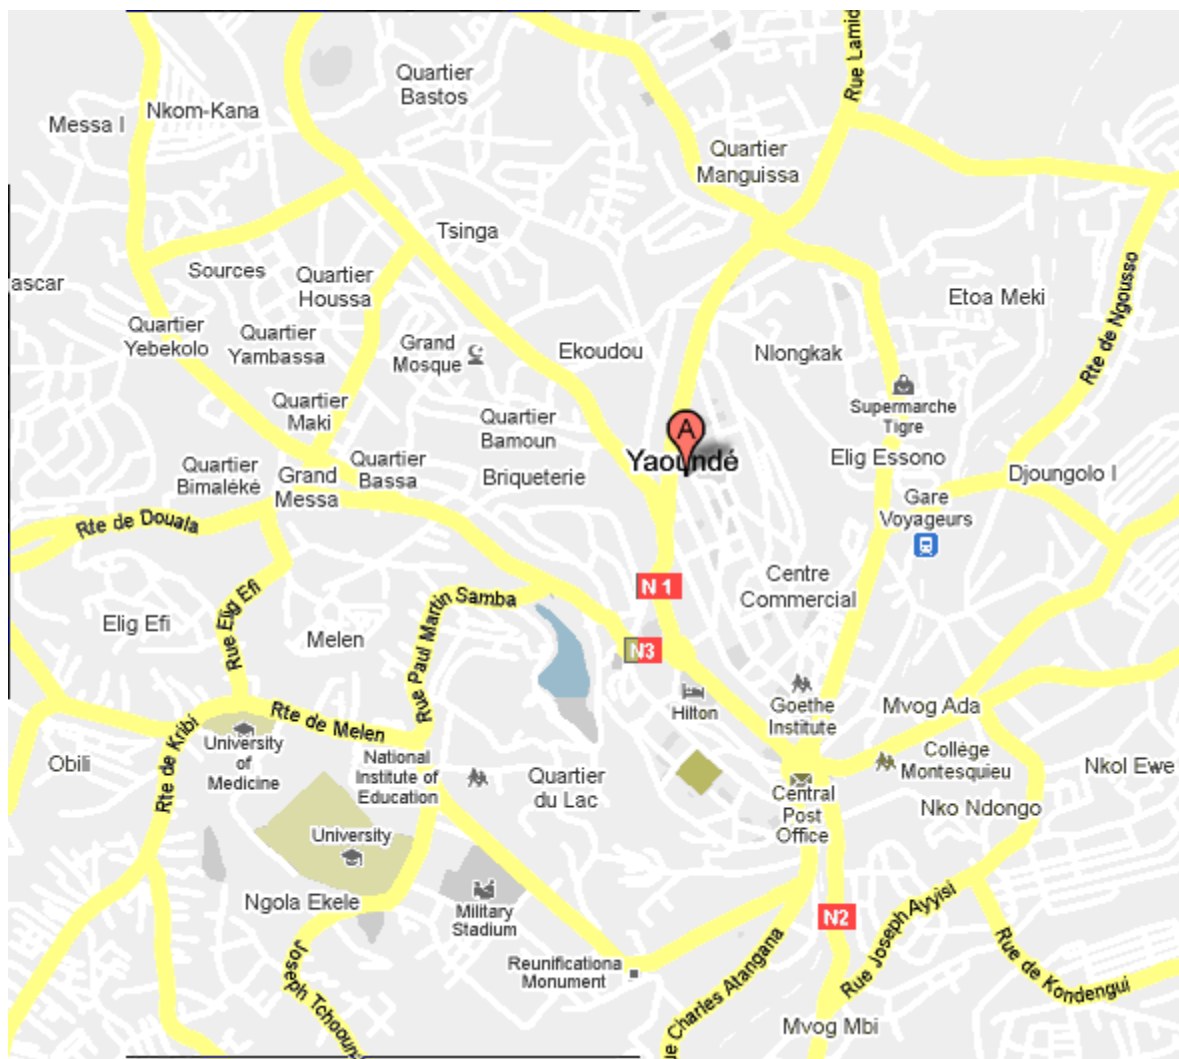 Rue Lamid
Quartier
Bastos
Nkom-Kana
Messa I
Quartier
Manguissa
Tsinga
Sources
Quartier
Houssa
ascar
Rte de Ngousso
Etoa Meki
Quartier
Yebekolo
Quartier
Yambassa
Grand
Mosque
Ekoudou
Nlongkak
Supermarche
Tigre
Quartier
Maki
Quartier
Bamoun
A
Yaoundé
Elig Essono
Quartier
Bimaléké
Grand
Messa
Quartier
Bassa
Briqueterie
Djoungolo I
Gare
Voyageurs
Rte de Douala
N 1
Centre
Commercial
Rue Elig Efi
Elig Efi
Melen
Rue Paul Martin Samba
N3
Hilton
Goethe
Institute
Mvog Ada
Rte de Kribi
Rte de Melen
University
of
Medicine
National
Institute of
Education
Obili
Quartier
du Lac
Collège
Montesquieu
Nkol Ewe
Central
Post
Office
Nko Ndongo
University
Ngola Ekele
Military
Stadium
N2
Rue Joseph Ayyisi
Reunificationa
Monument
Joseph Tchooun
ue Charles Atangana
Rue de Kondengui
Mvog Mbi